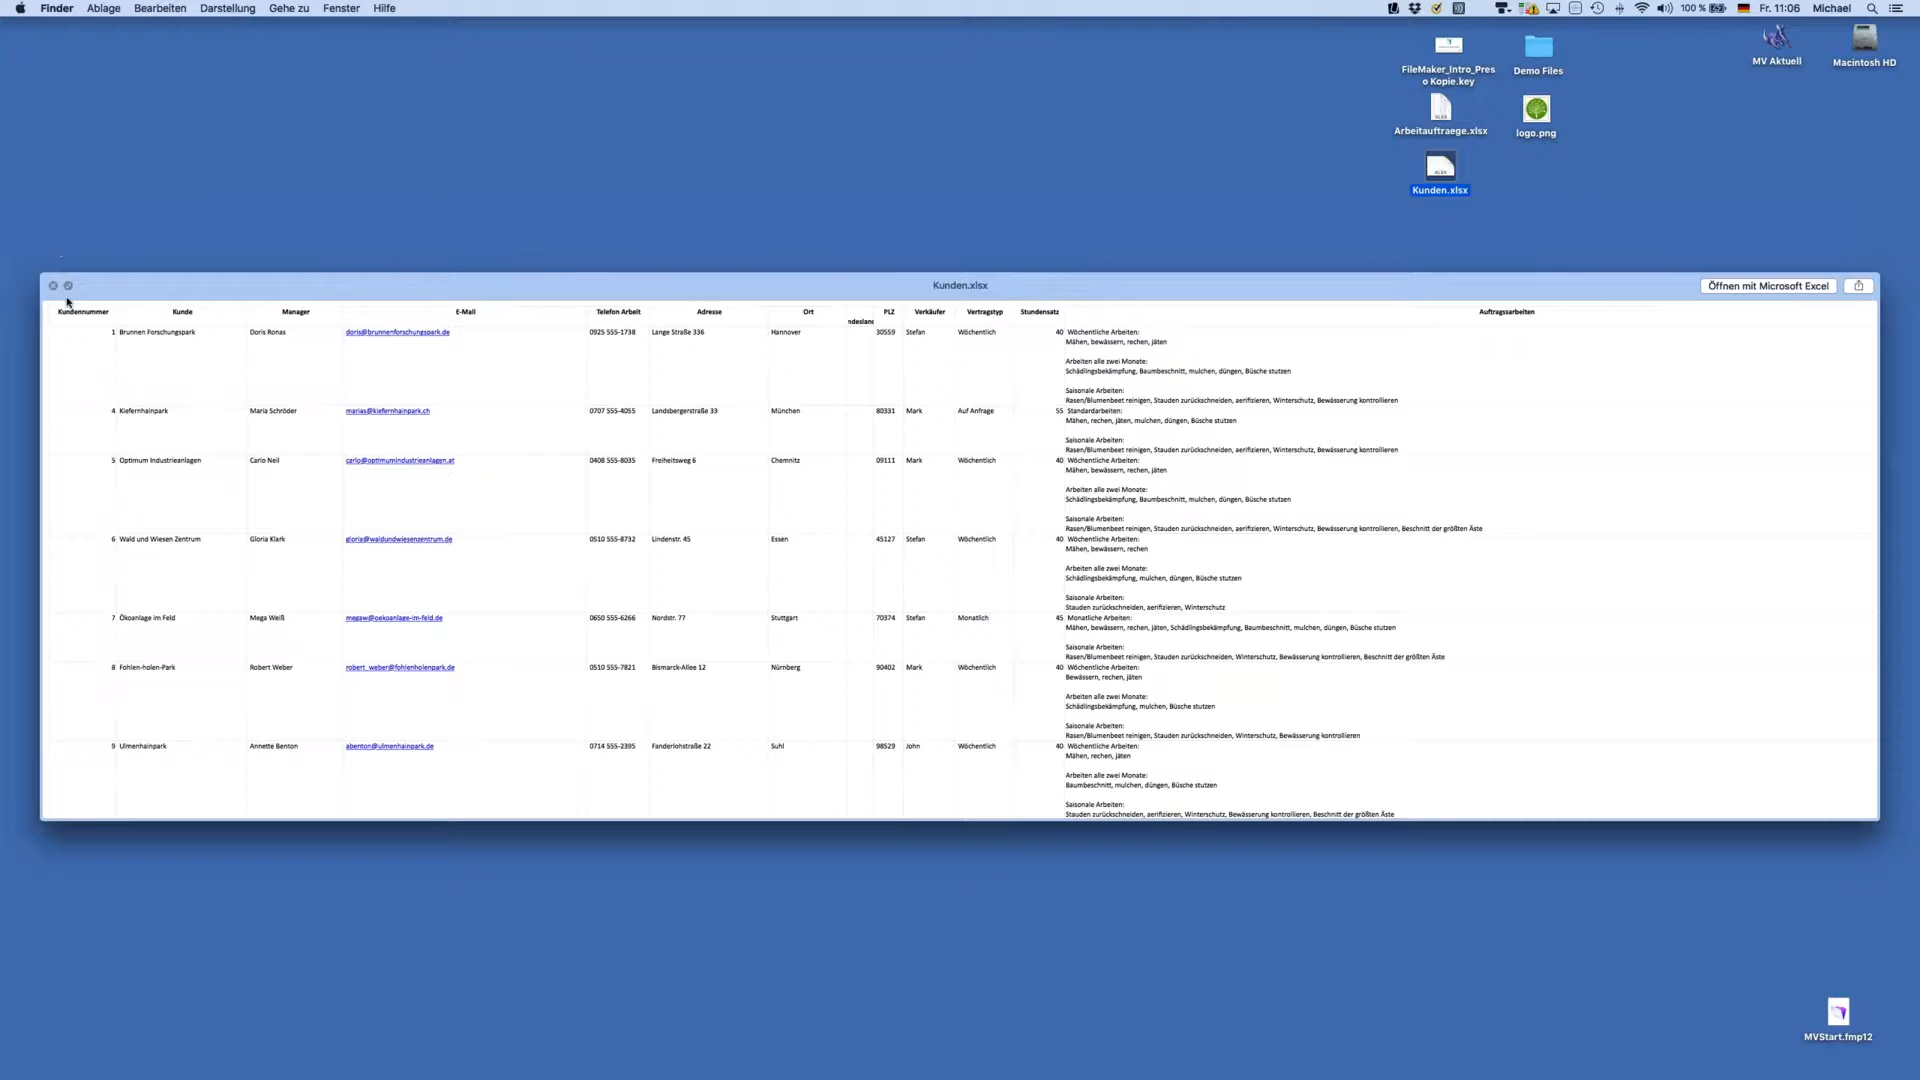 Finder Ablage Bearbeiten Darstellung Gehe zu Fenster Hilfe 100 % Fr. 11:06 Michael
FileMaker_Intro_Pres
o Kopie.key
Demo Files
MV Aktuell
Macintosh HD
XLSX
Arbeitauftraege.xlsx
logo.png
XLSX
Kunden.xlsx
Kunden.xlsx
Öffnen mit Microsoft Excel
Kundennummer Kunde Manager E-Mail Telefon Arbeit Adresse Ort ndesland PLZ Verkäufer Vertragstyp Stundensatz Auftragsarbeiten
1 Brunnen Forschungspark Doris Ronas doris@brunnenforschungspark.de 0925 555-1738 Lange Straße 336 Hannover 30559 Stefan Wöchentlich 40 Wöchentliche Arbeiten:
Mähen, bewässern, rechen, jäten
Arbeiten alle zwei Monate:
Schädlingsbekämpfung, Baumbeschnitt, mulchen, düngen, Büsche stutzen
Saisonale Arbeiten:
Rasen/Blumenbeet reinigen, Stauden zurückschneiden, aerifizieren, Winterschutz, Bewässerung kontrollieren
4 Kiefernhainpark Maria Schröder marias@kiefernhainpark.ch 0707 555-4055 Landsbergerstraße 33 München 80331 Mark Auf Anfrage 55 Standardarbeiten:
Mähen, rechen, jäten, mulchen, düngen, Büsche stutzen
Saisonale Arbeiten:
Rasen/Blumenbeet reinigen, Stauden zurückschneiden, aerifizieren, Winterschutz, Bewässerung kontrollieren
5 Optimum Industrieanlagen Carlo Neil carlo@optimumindustrieanlagen.at 0408 555-8035 Freiheitsweg 6 Chemnitz 09111 Mark Wöchentlich 40 Wöchentliche Arbeiten:
Mähen, bewässern, rechen, jäten
Arbeiten alle zwei Monate:
Schädlingsbekämpfung, Baumbeschnitt, mulchen, düngen, Büsche stutzen
Saisonale Arbeiten:
Rasen/Blumenbeet reinigen, Stauden zurückschneiden, aerifizieren, Winterschutz, Bewässerung kontrollieren, Beschnitt der größten Äste
6 Wald und Wiesen Zentrum Gloria Klark gloria@waldundwiesenzentrum.de 0510 555-8732 Lindenstr. 45 Essen 45127 Stefan Wöchentlich 40 Wöchentliche Arbeiten:
Mähen, bewässern, rechen
Arbeiten alle zwei Monate:
Schädlingsbekämpfung, mulchen, düngen, Büsche stutzen
Saisonale Arbeiten:
Stauden zurückschneiden, aerifizieren, Winterschutz
7 Ökoanlage im Feld Mega Weiß megaw@oekoanlage-im-feld.de 0650 555-6266 Nordstr. 77 Stuttgart 70374 Stefan Monatlich 45 Monatliche Arbeiten:
Mähen, bewässern, rechen, jäten, Schädlingsbekämpfung, Baumbeschnitt, mulchen, düngen, Büsche stutzen
Saisonale Arbeiten:
Rasen/Blumenbeet reinigen, Stauden zurückschneiden, Winterschutz, Bewässerung kontrollieren, Beschnitt der größten Äste
8 Fohlen-holen-Park Robert Weber robert_weber@fohlenholenpark.de 0510 555-7821 Bismarck-Allee 12 Nürnberg 90402 Mark Wöchentlich 40 Wöchentliche Arbeiten:
Bewässern, rechen, jäten
Arbeiten alle zwei Monate:
Schädlingsbekämpfung, mulchen, Büsche stutzen
Saisonale Arbeiten:
Rasen/Blumenbeet reinigen, Stauden zurückschneiden, Winterschutz, Bewässerung kontrollieren
9 Ulmenhainpark Annette Benton abenton@ulmenhainpark.de 0714 555-2395 Fanderlohstraße 22 Suhl 98529 John Wöchentlich 40 Wöchentliche Arbeiten:
Mähen, rechen, jäten
Arbeiten alle zwei Monate:
Baumbeschnitt, mulchen, düngen, Büsche stutzen
Saisonale Arbeiten:
Stauden zurückschneiden, aerifizieren, Winterschutz, Bewässerung kontrollieren, Beschnitt der größten Äste
MVStart.fmp12